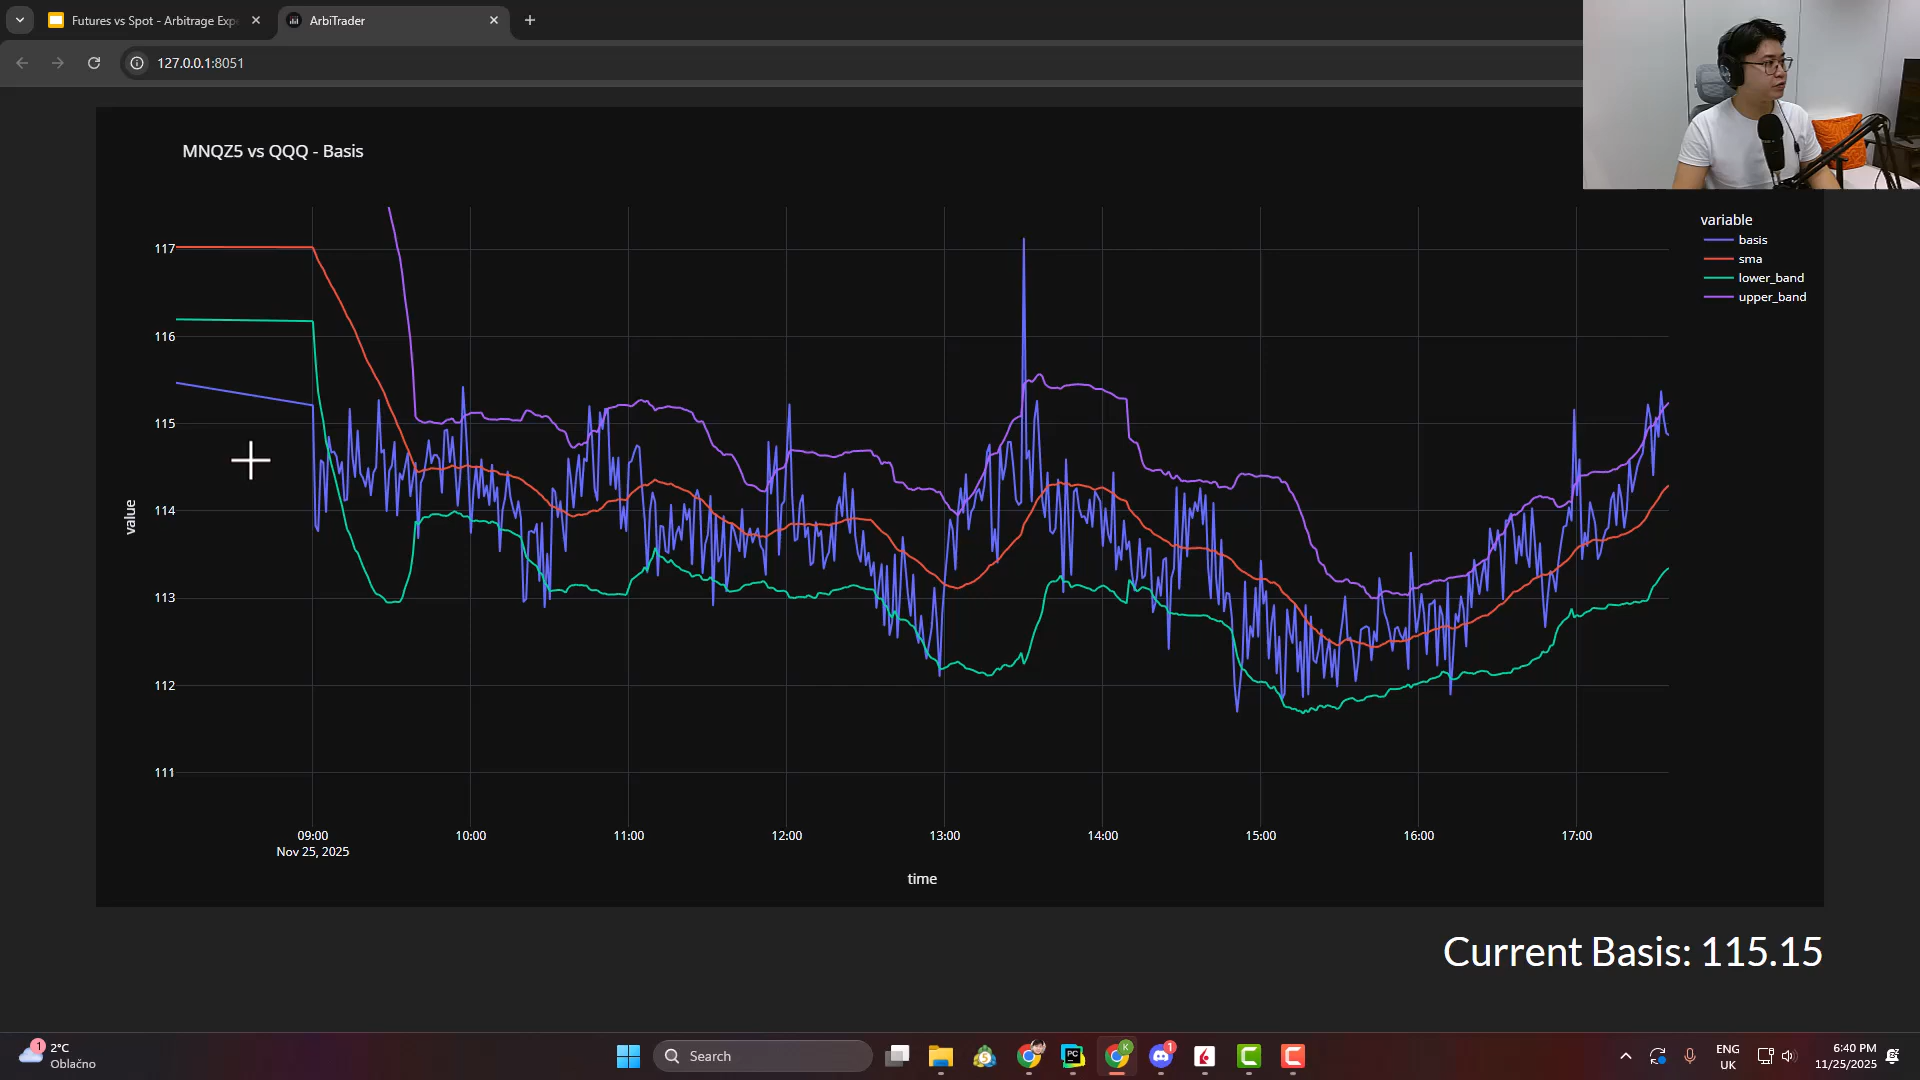 Futures vs Spot - Arbitrage Exp
ArbiTrader
127.0.0.1:8051
MNQZ5 vs QQQ - Basis
variable
basis
sma
lower_band
upper_band
117
116
115
114
113
112
111
value
09:00
10:00
11:00
12:00
13:00
14:00
15:00
16:00
17:00
Nov 25, 2025
time
Current Basis: 115.15
1
2°C
Oblačno
Search
PC
K
1
C
C
ENG
UK
6:40 PM
11/25/2025